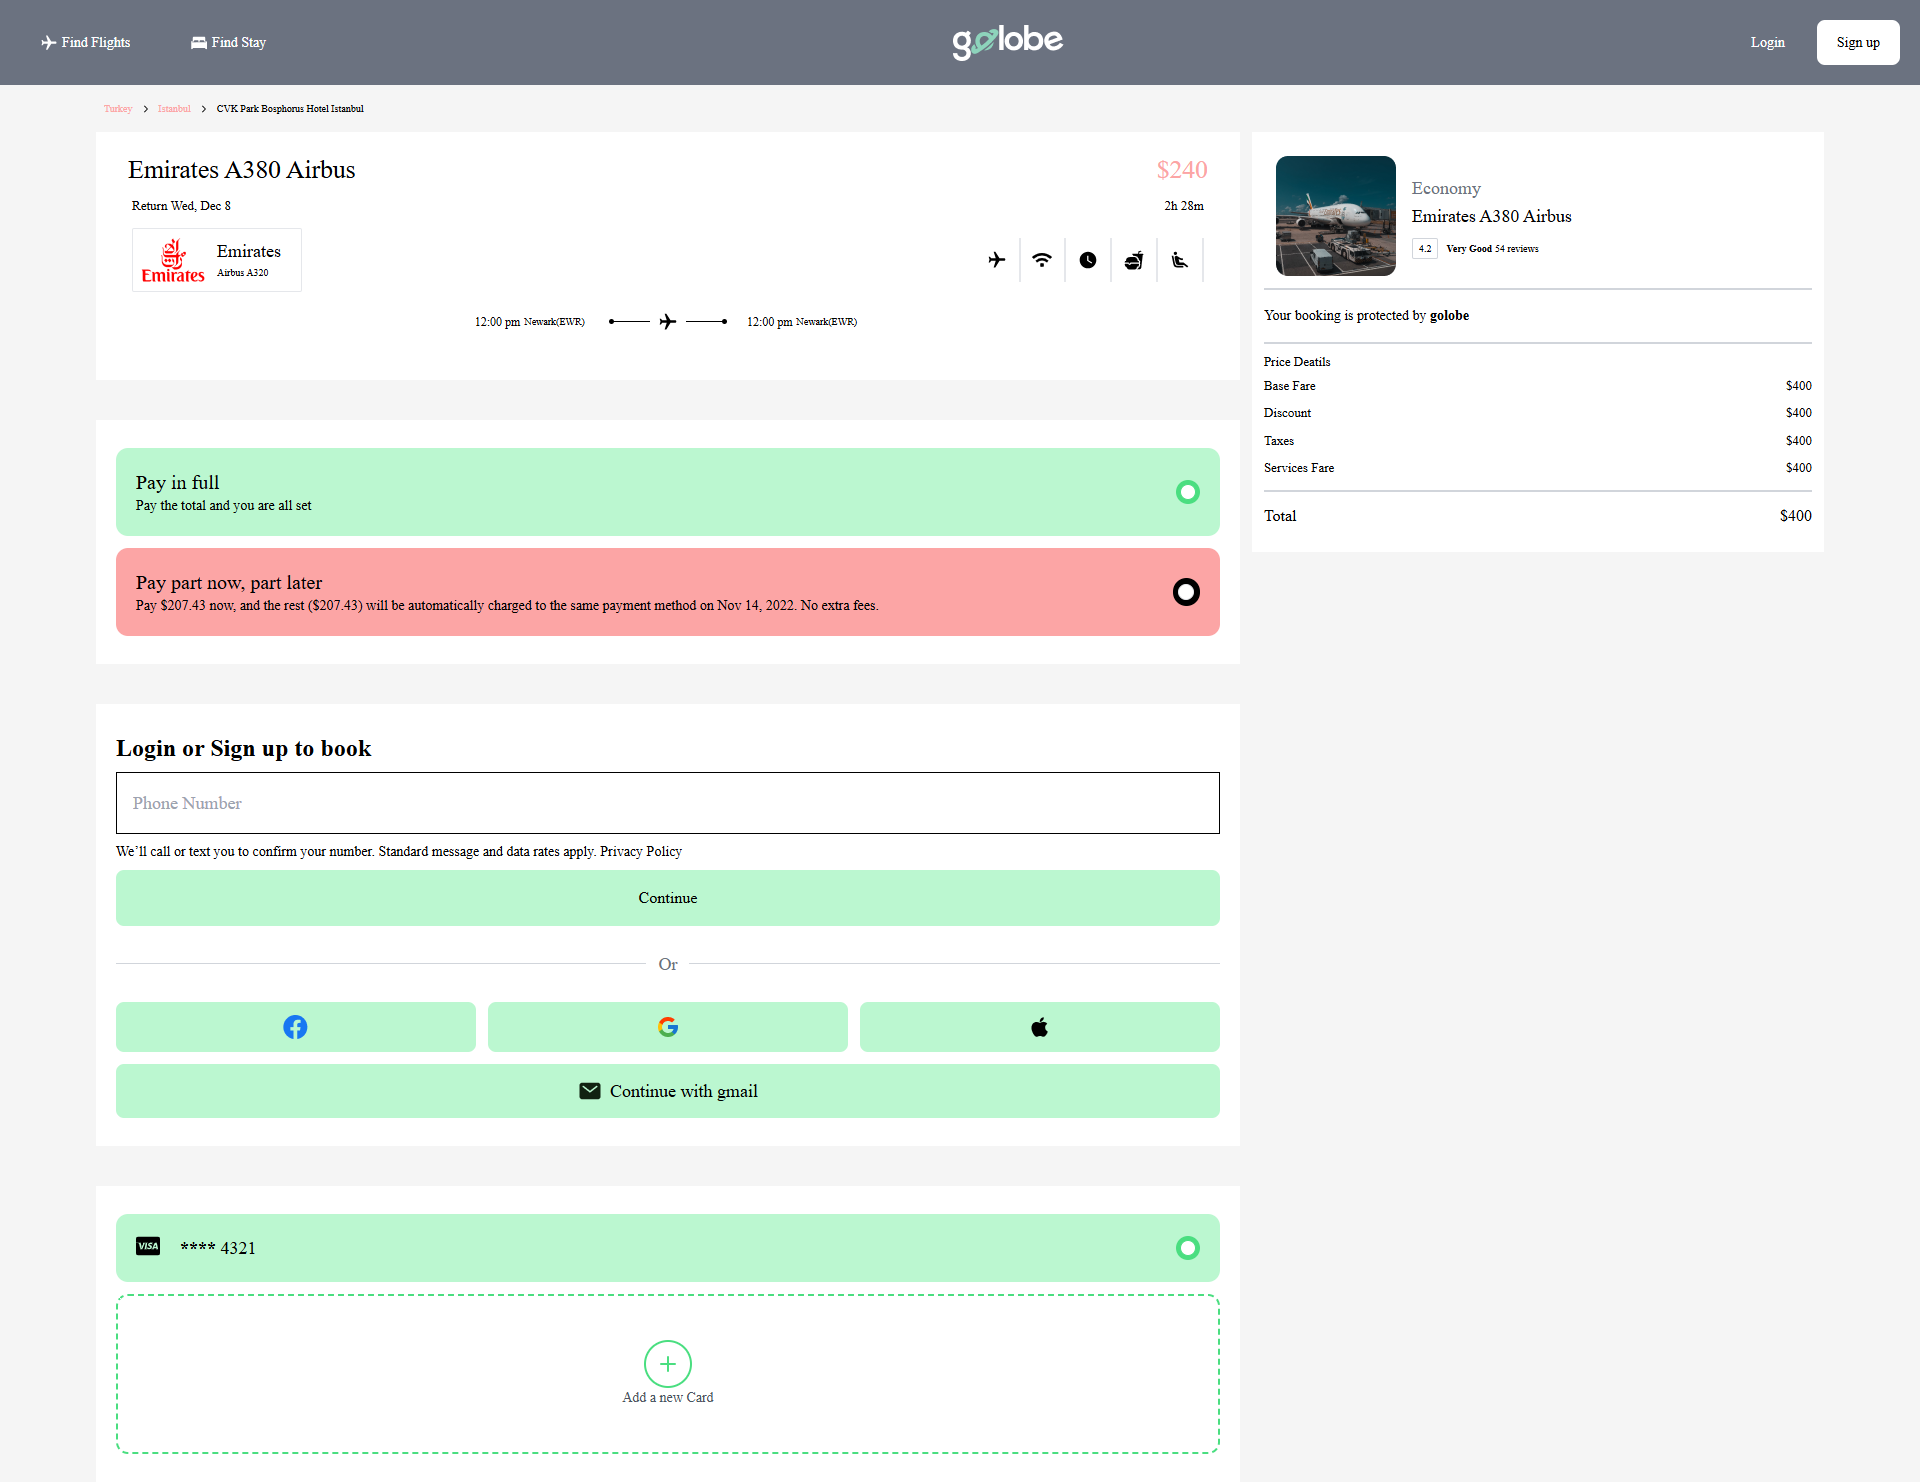 Find Flights
Find Stay
golobe
Login
Sign up
Turkey
Istanbul
CVK Park Bosphorus Hotel Istanbul
Emirates A380 Airbus
$240
Return Wed, Dec 8
2h 28m
Emirates
Emirates
Airbus A320
12:00 pm Newark(EWR)
12:00 pm Newark(EWR)
Pay in full
Pay the total and you are all set
Pay part now, part later
Pay $207.43 now, and the rest ($207.43) will be automatically charged to the same payment method on Nov 14, 2022. No extra fees.
Login or Sign up to book
Phone Number
We’ll call or text you to confirm your number. Standard message and data rates apply. Privacy Policy
Continue
Or
Continue with gmail
VISA
**** 4321
Add a new Card
Economy
Emirates A380 Airbus
4.2
Very Good 54 reviews
Your booking is protected by golobe
Price Deatils
Base Fare
$400
Discount
$400
Taxes
$400
Services Fare
$400
Total
$400